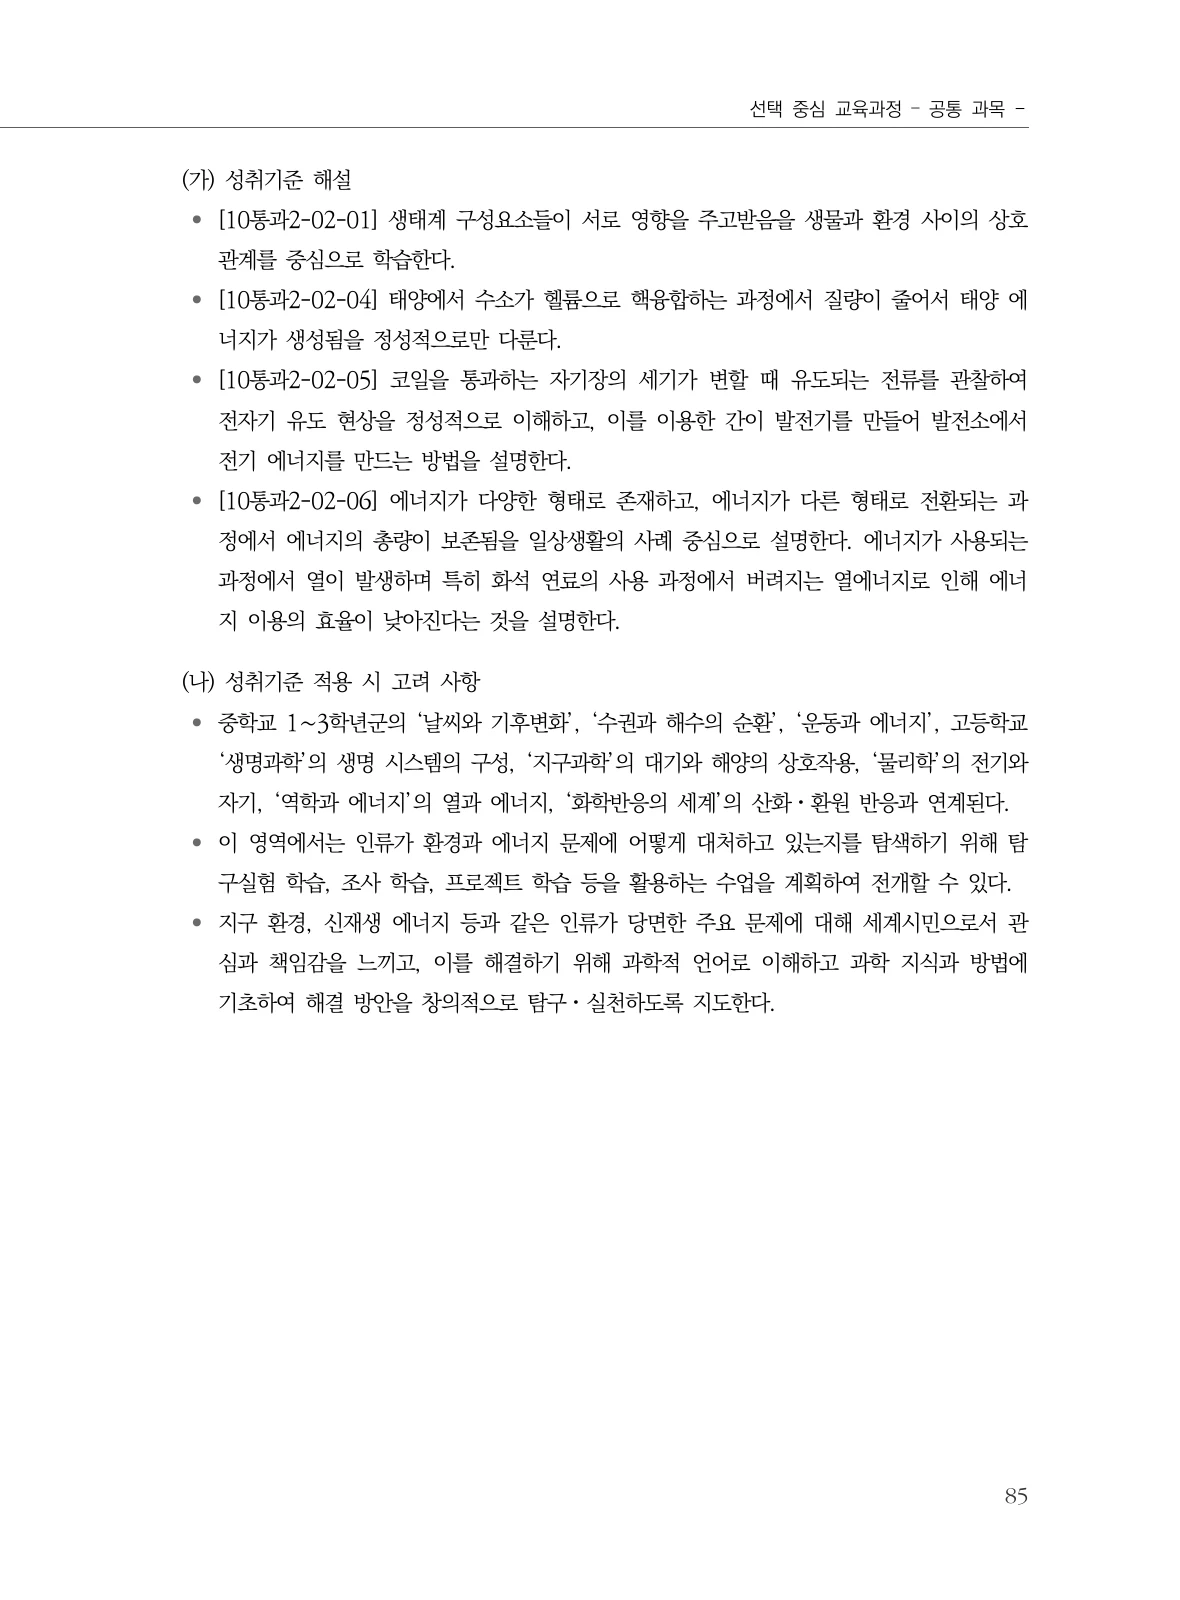 선택 중심 교육과정 - 공통 과목 -
(가) 성취기준 해설
• [10통과2-02-01] 생태계 구성요소들이 서로 영향을 주고받음을 생물과 환경 사이의 상호
관계를 중심으로 학습한다.
• [10통과2-02-04] 태양에서 수소가 헬륨으로 핵융합하는 과정에서 질량이 줄어서 태양 에
너지가 생성됨을 정성적으로만 다룬다.
• [10통과2-02-05] 코일을 통과하는 자기장의 세기가 변할 때 유도되는 전류를 관찰하여
전자기 유도 현상을 정성적으로 이해하고, 이를 이용한 간이 발전기를 만들어 발전소에서
전기 에너지를 만드는 방법을 설명한다.
• [10통과2-02-06] 에너지가 다양한 형태로 존재하고, 에너지가 다른 형태로 전환되는 과
정에서 에너지의 총량이 보존됨을 일상생활의 사례 중심으로 설명한다. 에너지가 사용되는
과정에서 열이 발생하며 특히 화석 연료의 사용 과정에서 버려지는 열에너지로 인해 에너
지 이용의 효율이 낮아진다는 것을 설명한다.
(나) 성취기준 적용 시 고려 사항
• 중학교 1~3학년군의 ‘날씨와 기후변화’, ‘수권과 해수의 순환’, ‘운동과 에너지’, 고등학교
‘생명과학’의 생명 시스템의 구성, ‘지구과학’의 대기와 해양의 상호작용, ‘물리학’의 전기와
자기, ‘역학과 에너지’의 열과 에너지, ‘화학반응의 세계’의 산화・환원 반응과 연계된다.
• 이 영역에서는 인류가 환경과 에너지 문제에 어떻게 대처하고 있는지를 탐색하기 위해 탐
구실험 학습, 조사 학습, 프로젝트 학습 등을 활용하는 수업을 계획하여 전개할 수 있다.
• 지구 환경, 신재생 에너지 등과 같은 인류가 당면한 주요 문제에 대해 세계시민으로서 관
심과 책임감을 느끼고, 이를 해결하기 위해 과학적 언어로 이해하고 과학 지식과 방법에
기초하여 해결 방안을 창의적으로 탐구・실천하도록 지도한다.
85